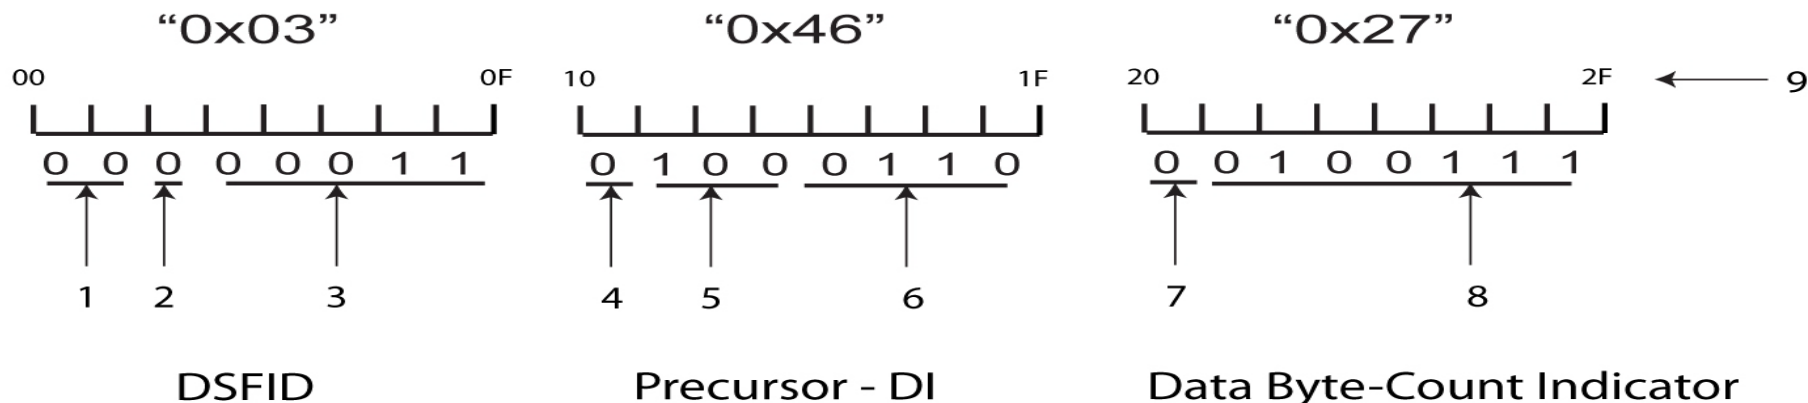 “0x03” “0x46” “0x27”
00 0F 10 1F 20 2F 9
0 0 0 0 0 0 1 1 0 1 0 0 0 1 1 0 0 0 1 0 0 1 1 1
1 2 3 4 5 6 7 8
DSFID Precursor - DI Data Byte-Count Indicator